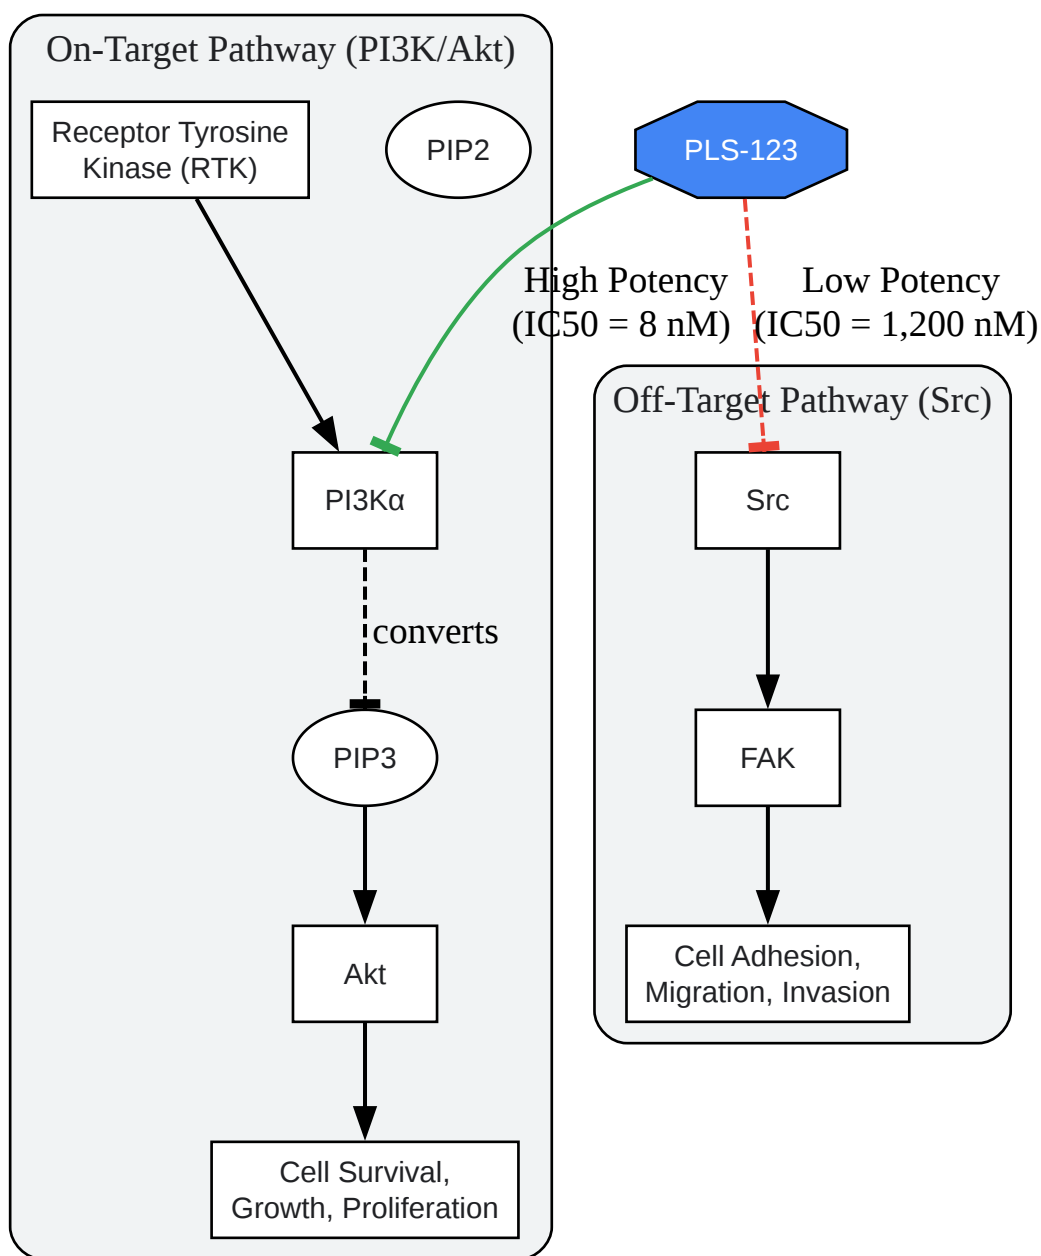 On-Target Pathway (PI3K/Akt)
Receptor Tyrosine
Kinase (RTK)
PIP2
PLS-123
High Potency
(IC50 = 8 nM)
Low Potency
(IC50 = 1,200 nM)
Off-Target Pathway (Src)
PI3Kα
Src
converts
PIP3
FAK
Akt
Cell Adhesion,
Migration, Invasion
Cell Survival,
Growth, Proliferation